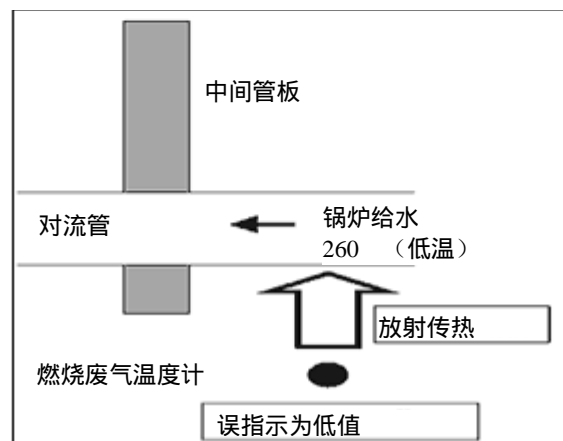 中间管板
对流管
锅炉给水
260 （低温）
放射传热
燃烧废气温度计
误指示为低值